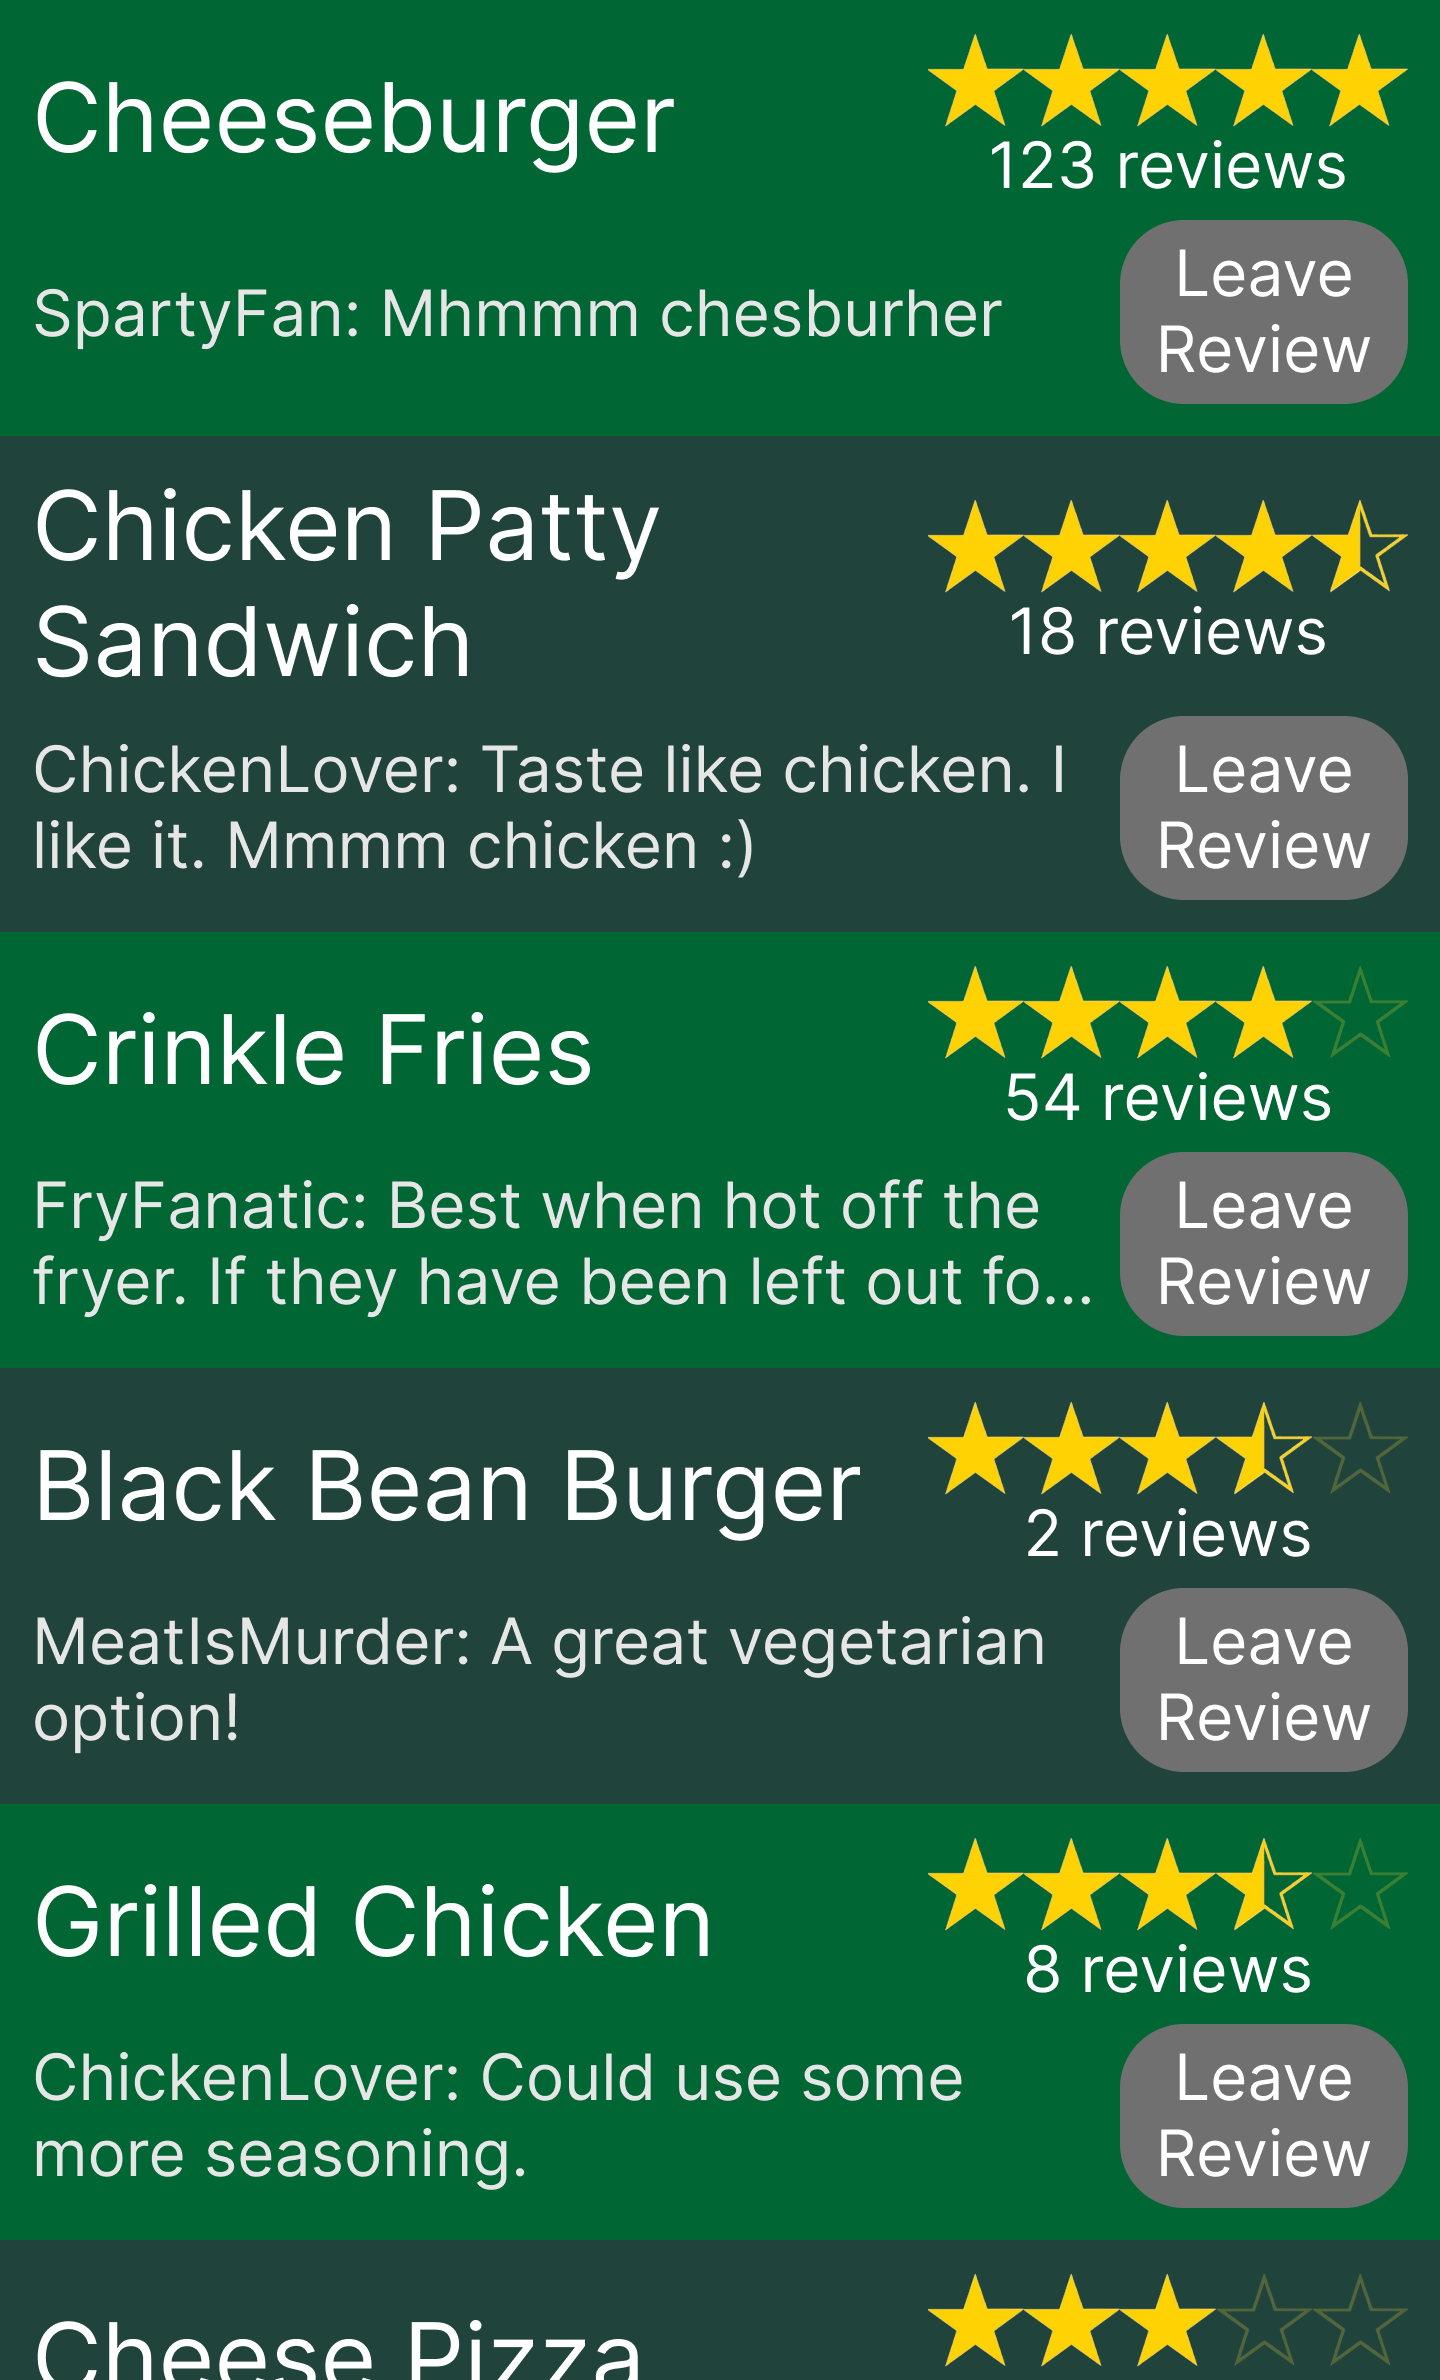 Cheeseburger
123 reviews
SpartyFan: Mhmmm chesburher
Leave
Review
Chicken Patty
Sandwich
18 reviews
ChickenLover: Taste like chicken. I
like it. Mmmm chicken :)
Leave
Review
Crinkle Fries
54 reviews
FryFanatic: Best when hot off the
fryer. If they have been left out fo...
Leave
Review
Black Bean Burger
2 reviews
MeatIsMurder: A great vegetarian
option!
Leave
Review
Grilled Chicken
8 reviews
ChickenLover: Could use some
more seasoning.
Leave
Review
Cheese Pizza